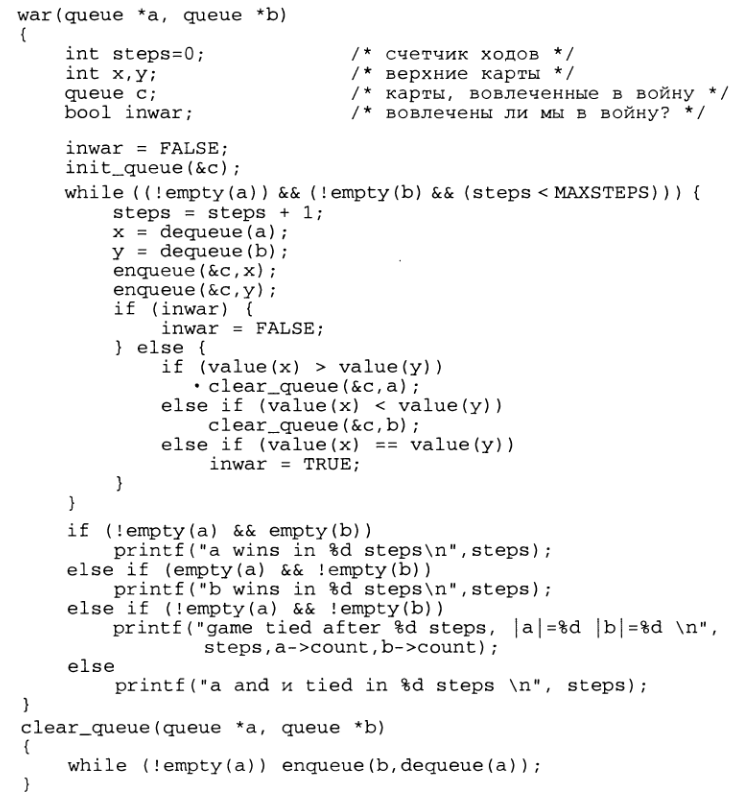 war(queue *a, queue *b)
{
    int steps=0;            /* счетчик ходов */
    int x,y;                /* верхние карты */
    queue c;                /* карты, вовлеченные в войну */
    bool inwar;             /* вовлечены ли мы в войну? */
    inwar = FALSE;
    init_queue(&c);
    while ((!empty(a)) && (!empty(b) && (steps < MAXSTEPS))) {
        steps = steps + 1;
        x = dequeue(a);
        y = dequeue(b);
        enqueue(&c,x);
        enqueue(&c,y);
        if (inwar) {
            inwar = FALSE;
        } else {
            if (value(x) > value(y))
                clear_queue(&c,a);
            else if (value(x) < value(y))
                clear_queue(&c,b);
            else if (value(x) == value(y))
                inwar = TRUE;
        }
    }
    if (!empty(a) && empty(b))
        printf("a wins in %d steps\n",steps);
    else if (empty(a) && !empty(b))
        printf("b wins in %d steps\n",steps);
    else if (!empty(a) && !empty(b))
        printf("game tied after %d steps, |a|=%d |b|=%d \n",
                steps,a->count,b->count);
    else
        printf("a and и tied in %d steps \n", steps);
}
clear_queue(queue *a, queue *b)
{
    while (!empty(a)) enqueue(b,dequeue(a));
}